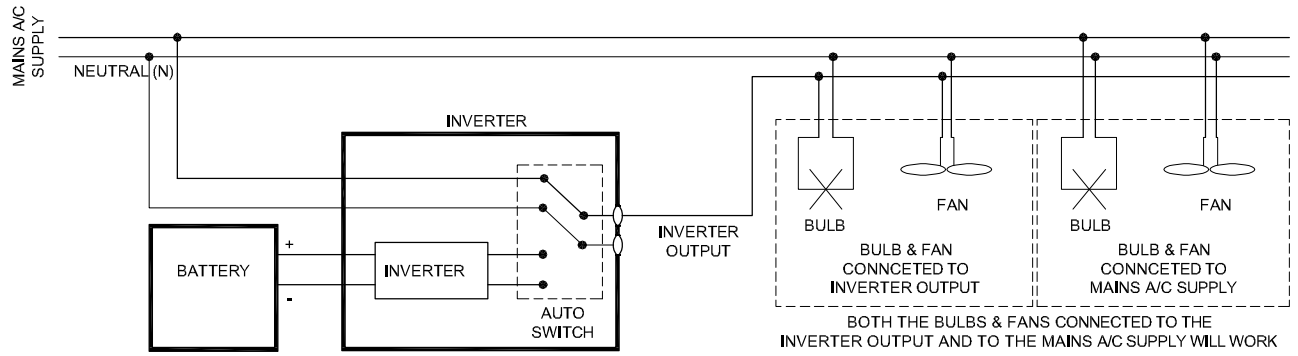 MAINS A/C
SUPPLY
NEUTRAL (N)
INVERTER
+
-
BATTERY
INVERTER
AUTO
SWITCH
INVERTER
OUTPUT
BULB
FAN
BULB & FAN
CONNCETED TO
INVERTER OUTPUT
BULB
FAN
BULB & FAN
CONNCETED TO
MAINS A/C SUPPLY
BOTH THE BULBS & FANS CONNECTED TO THE
INVERTER OUTPUT AND TO THE MAINS A/C SUPPLY WILL WORK